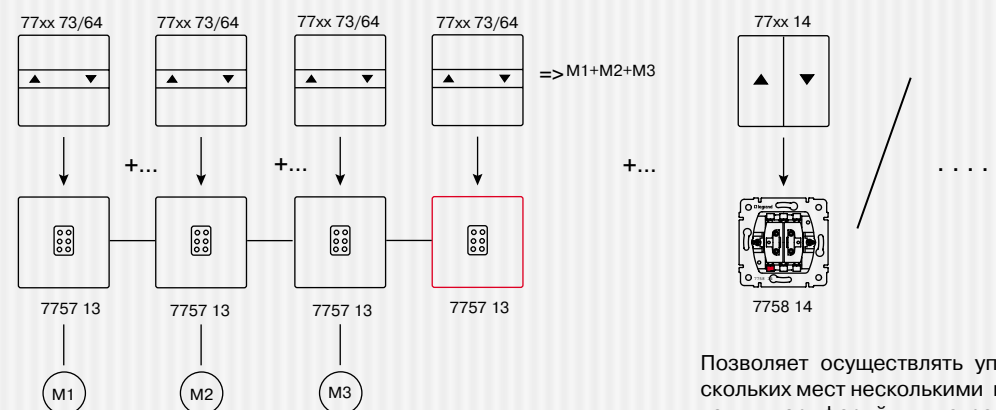 77xx 73/64 77xx 73/64 77xx 73/64 77xx 73/64 77xx 14
=> M1+M2+M3
+... +... +... . . . .
legrand
7757 13 7757 13 7757 13 7757 13 7758 14
M1 M2 M3
Позволяет осуществлять уп
скольких мест несколькими